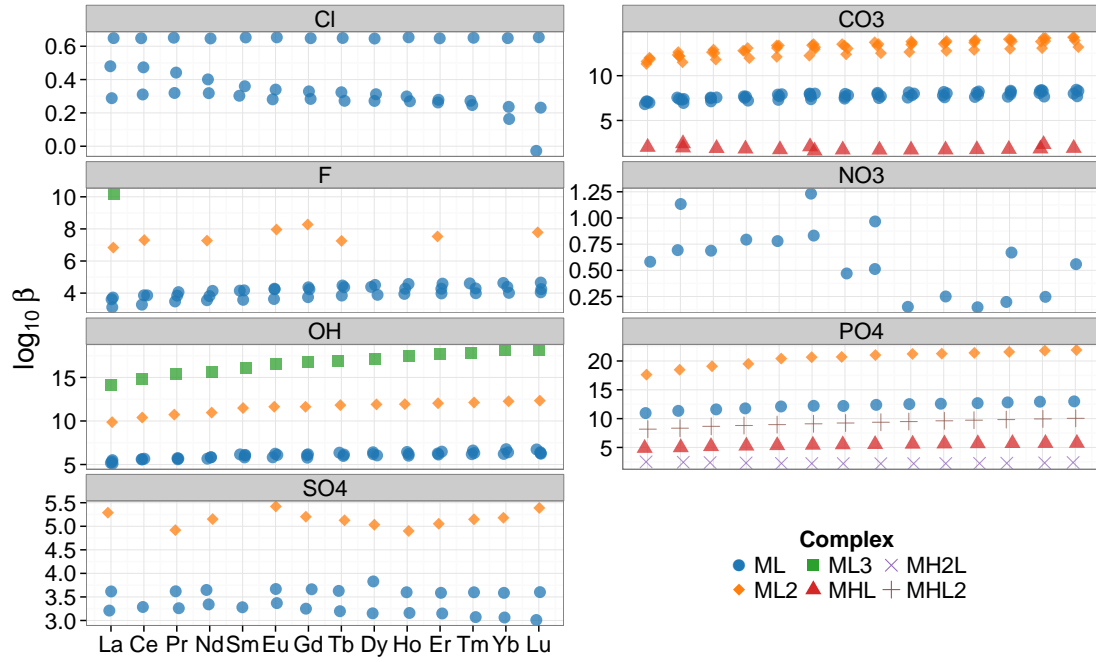 Cl
0.6
0.4
0.2
0.0
CO3
10
5
F
10
8
6
4
NO3
1.25
1.00
0.75
0.50
0.25
OH
15
10
5
PO4
20
15
10
5
SO4
5.5
5.0
4.5
4.0
3.5
3.0
La Ce Pr Nd Sm Eu Gd Tb Dy Ho Er Tm Yb Lu
log₁₀ β
Complex
ML ML3 MH2L
ML2 MHL MHL2